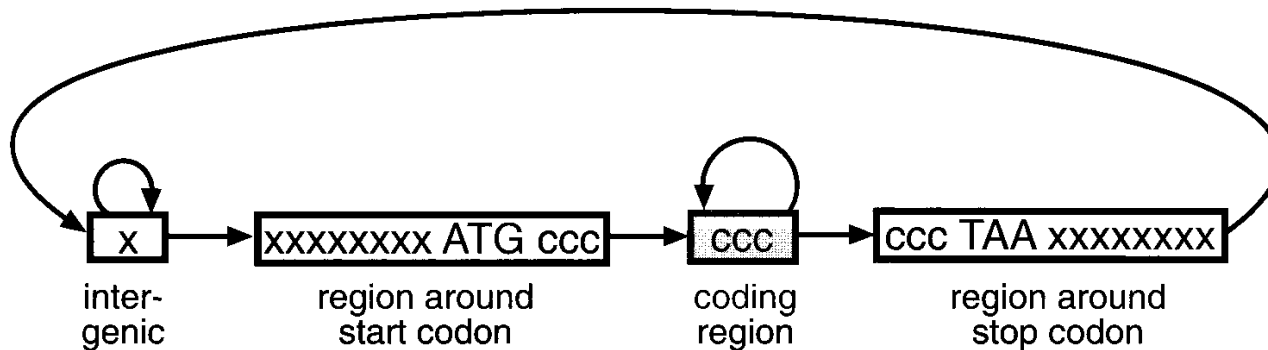 x
xxxxxxxx ATG ccc
ccc
ccc TAA xxxxxxxx
inter-
genic
region around
start codon
coding
region
region around
stop codon